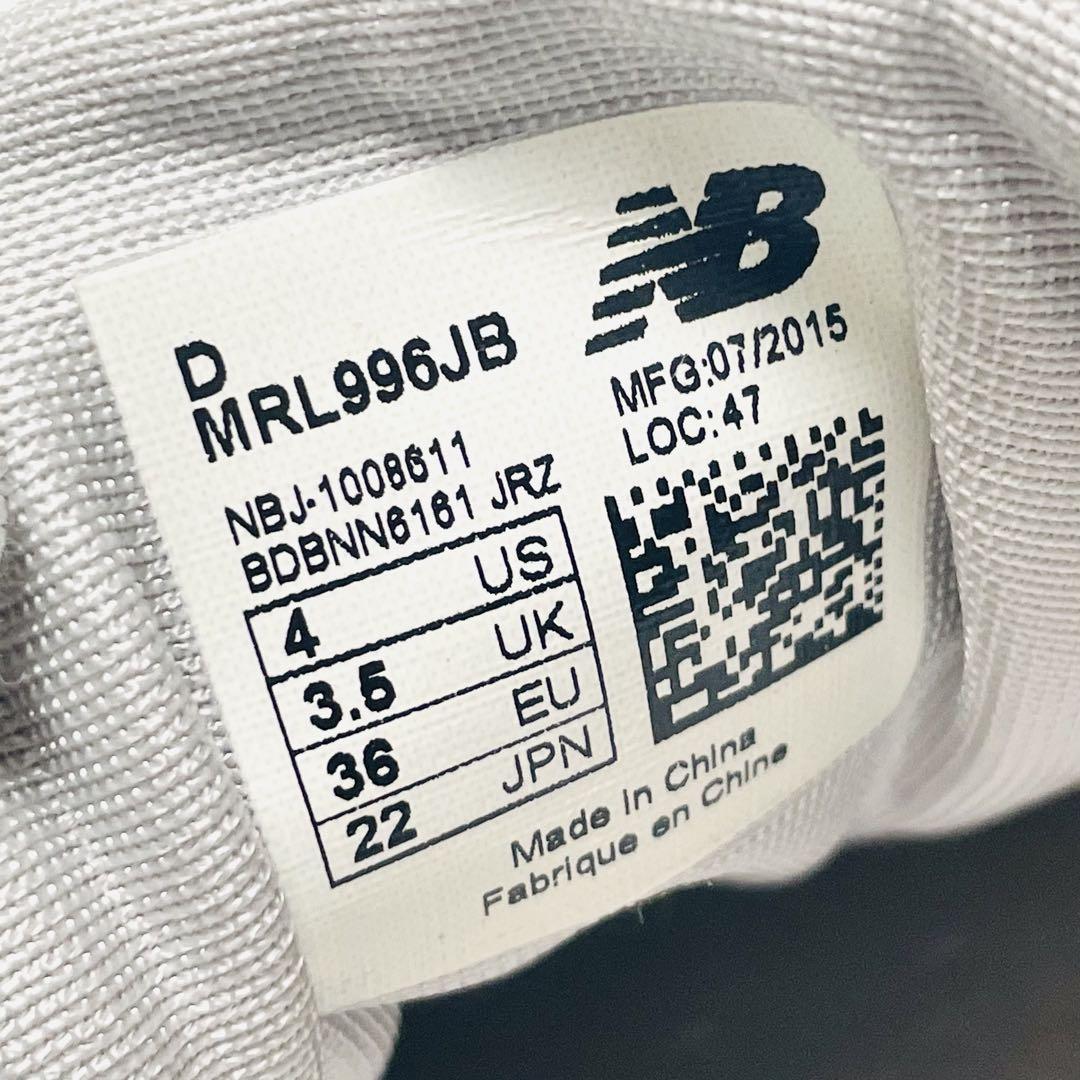 NB
D
MRL996JB
NBJ-1008611
BDBNN6161 JRZ
4 US
3.5 UK
36 EU
22 JPN
MFG:07/2015
LOC:47
Made in China
Fabrique en Chine